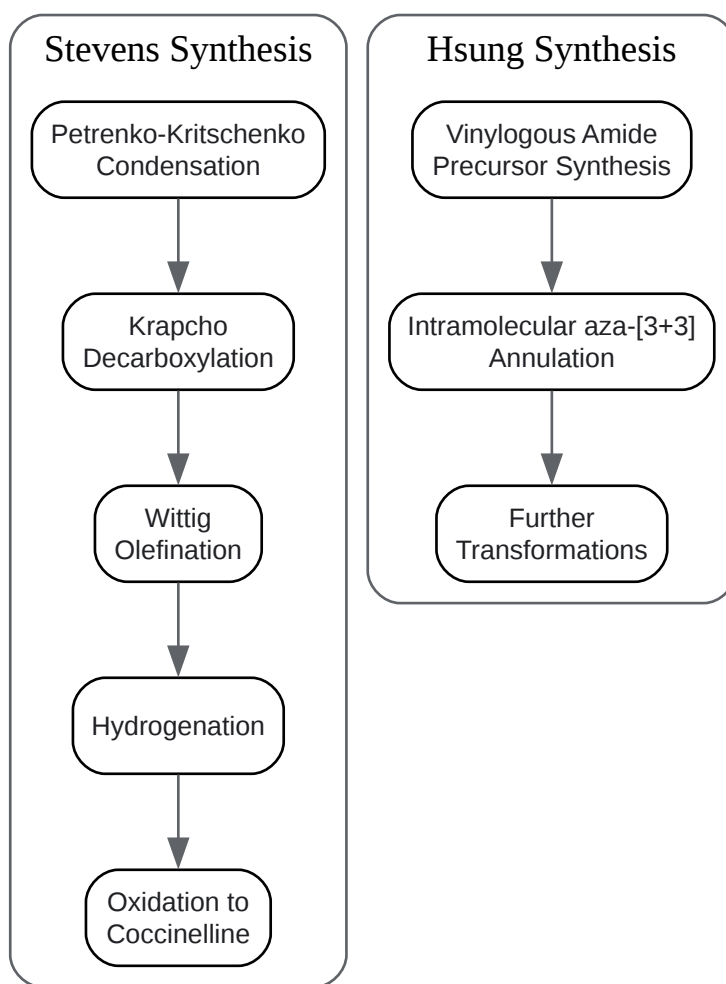 Stevens Synthesis
Petrenko-Kritschenko
Condensation
Krapcho
Decarboxylation
Wittig
Olefination
Hydrogenation
Oxidation to
Coccinelline
Hsung Synthesis
Vinylogous Amide
Precursor Synthesis
Intramolecular aza-[3+3]
Annulation
Further
Transformations